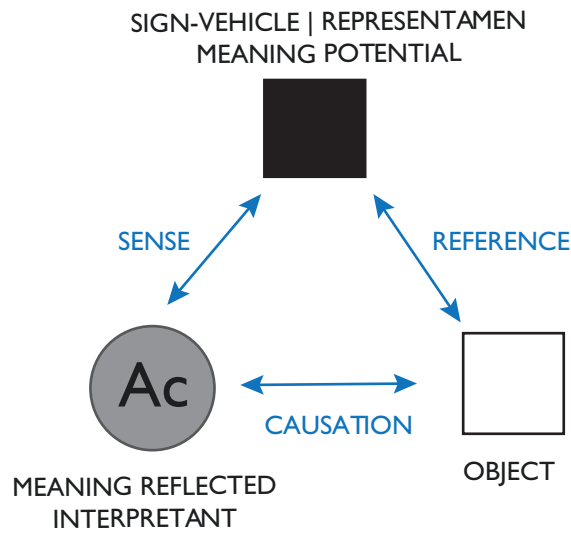 SIGN-VEHICLE | REPRESENTAMEN
MEANING POTENTIAL
SENSE
REFERENCE
Ac
CAUSATION
OBJECT
MEANING REFLECTED
INTERPRETANT